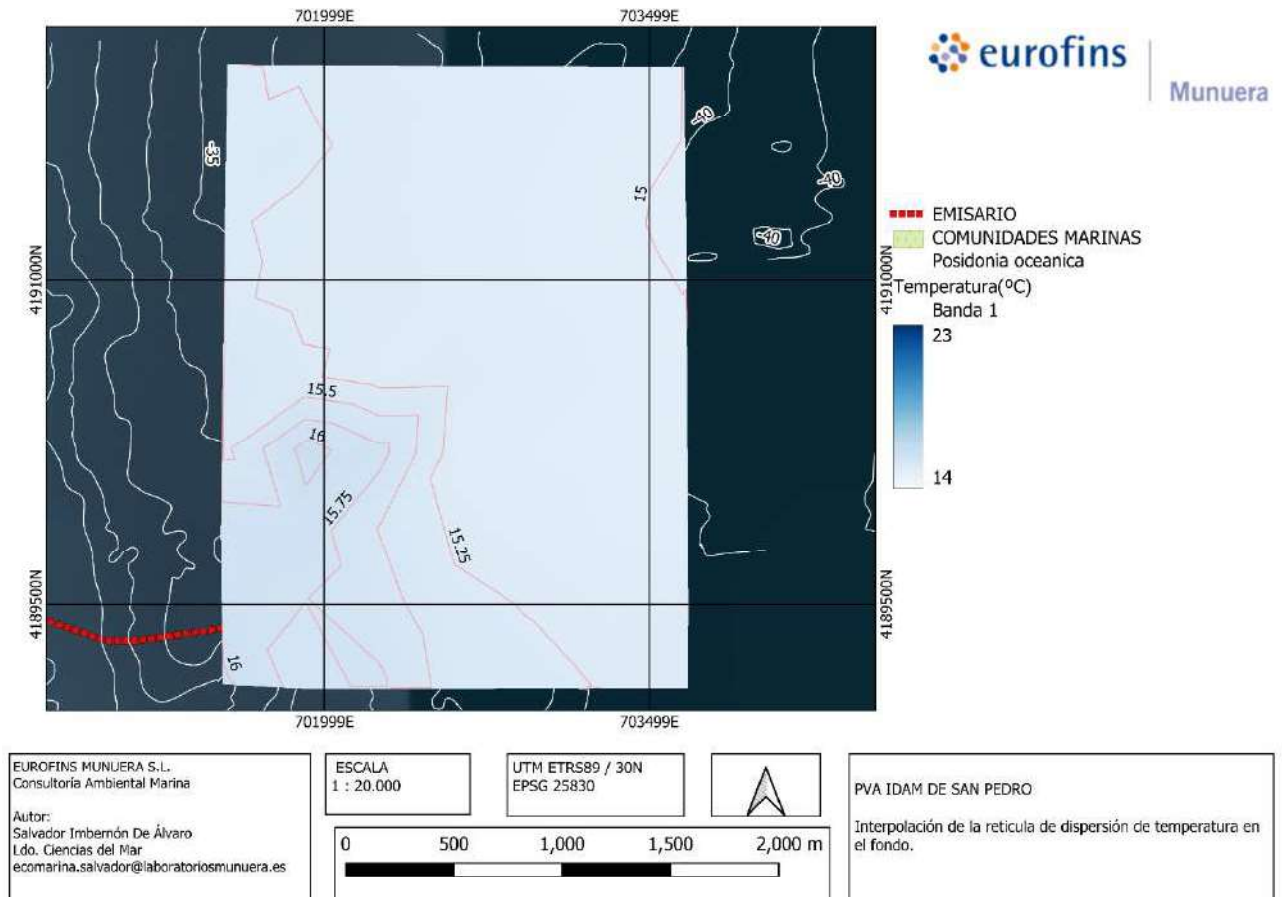 701999E
703499E
eurofins
Munuera
-35
-40
-40
-40
15
4191000N
4191000N
EMISARIO
COMUNIDADES MARINAS
Posidonia oceanica
Temperatura(ºC)
Banda 1
23
14
15.5
16
15.75
15.25
4189500N
4189500N
16
701999E
703499E
EUROFINS MUNUERA S.L.
Consultoría Ambiental Marina
Autor:
Salvador Imbernón De Álvaro
Ldo. Ciencias del Mar
ecomarina.salvador@laboratoriosmunuera.es
ESCALA
1 : 20.000
UTM ETRS89 / 30N
EPSG 25830
0 500 1,000 1,500 2,000 m
PVA IDAM DE SAN PEDRO
Interpolación de la reticula de dispersión de temperatura en
el fondo.